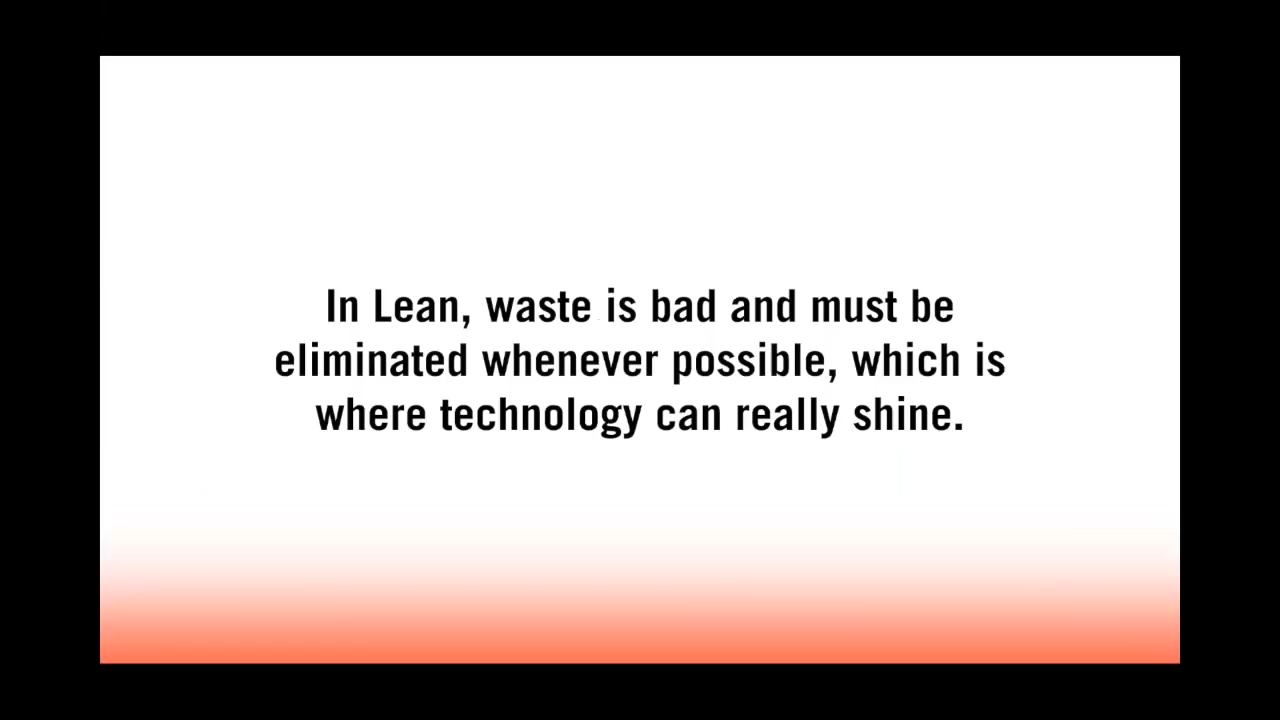 In Lean, waste is bad and must be
eliminated whenever possible, which is
where technology can really shine.